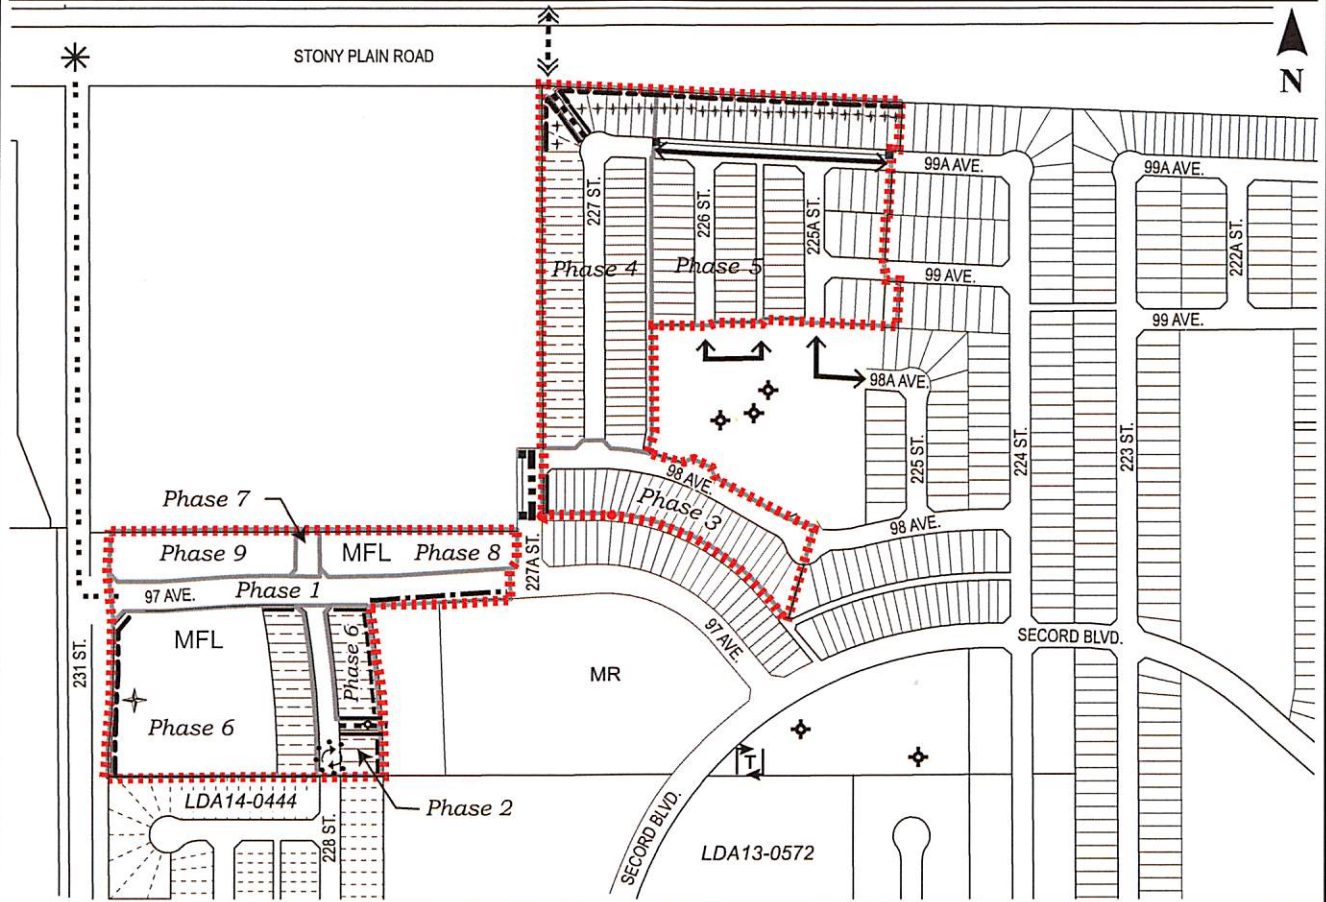 STONY PLAIN ROAD
N
99A AVE.
99A AVE.
227 ST.
226 ST.
225A ST.
222A ST.
Phase 4
Phase 5
99 AVE.
99 AVE.
98A AVE.
225 ST.
224 ST.
223 ST.
98 AVE.
Phase 3
98 AVE.
Phase 7
Phase 9
MFL
Phase 8
227A ST.
97 AVE.
Phase 1
97 AVE.
SECORD BLVD.
231 ST.
MFL
Phase 6
MR
Phase 6
T
Phase 2
LDA14-0444
228 ST.
SECORD BLVD.
LDA13-0572